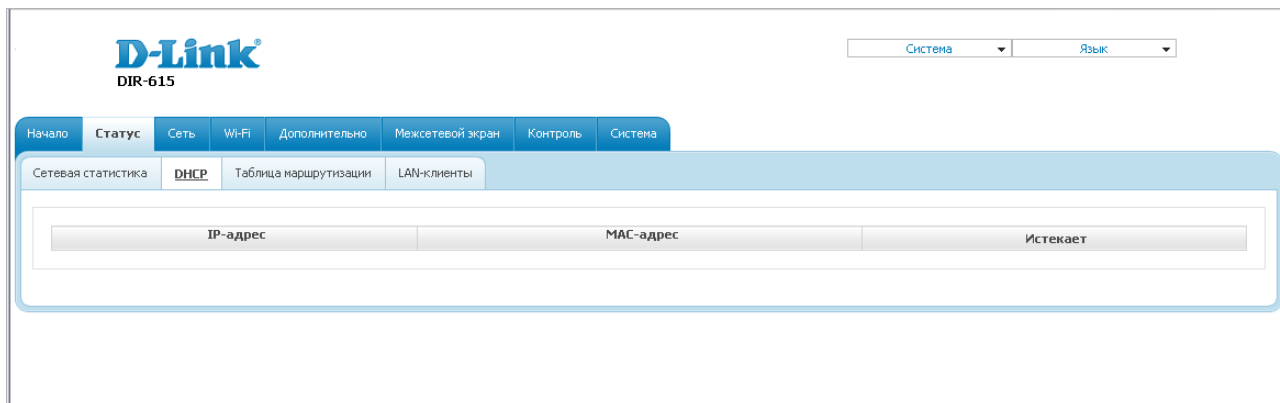 D-Link®
DIR-615
Система Язык
Начало Статус Сеть Wi-Fi Дополнительно Межсетевой экран Контроль Система
Сетевая статистика DHCP Таблица маршрутизации LAN-клиенты
IP-адрес MAC-адрес Истекает